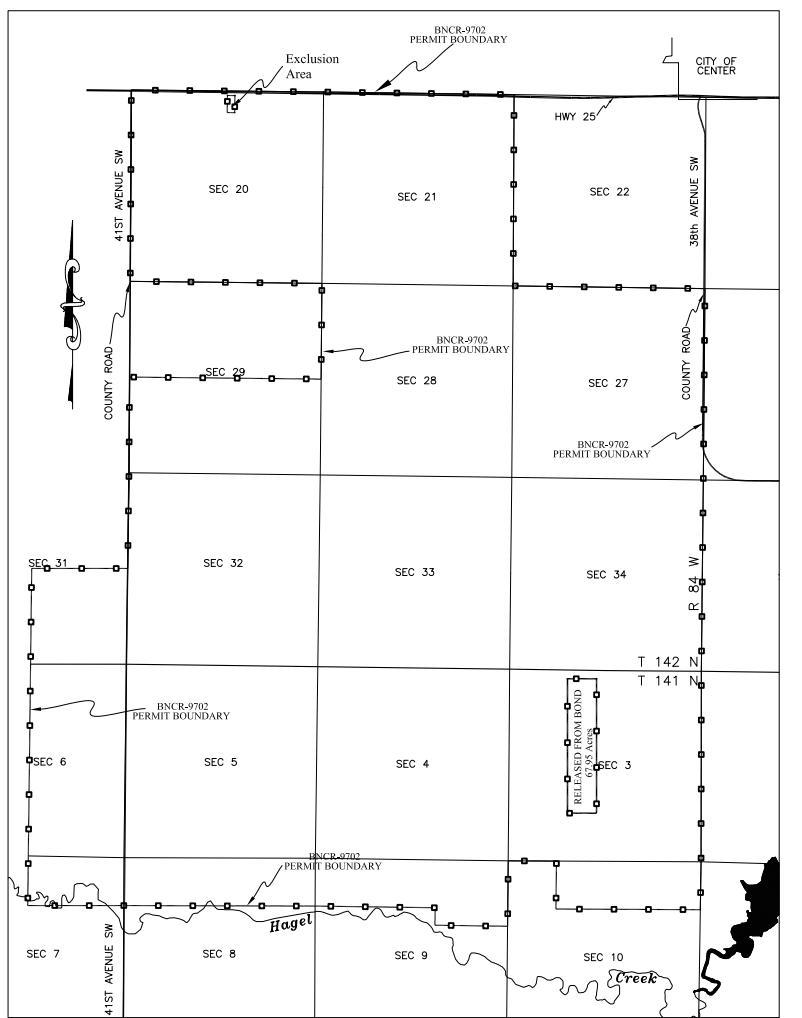 BNCR-9702
PERMIT BOUNDARY
Exclusion
Area
CITY OF
CENTER
HWY 25
41ST AVENUE SW
SEC 20
SEC 21
SEC 22
38th AVENUE SW
COUNTY ROAD
BNCR-9702
PERMIT BOUNDARY
SEC 29
SEC 28
SEC 27
COUNTY ROAD
BNCR-9702
PERMIT BOUNDARY
SEC 31
SEC 32
SEC 33
SEC 34
R 84 W
T 142 N
T 141 N
BNCR-9702
PERMIT BOUNDARY
RELEASED FROM BOND
67.95 Acres
SEC 6
SEC 5
SEC 4
SEC 3
BNCR-9702
PERMIT BOUNDARY
Hagel
41ST AVENUE SW
SEC 7
SEC 8
SEC 9
SEC 10
Creek